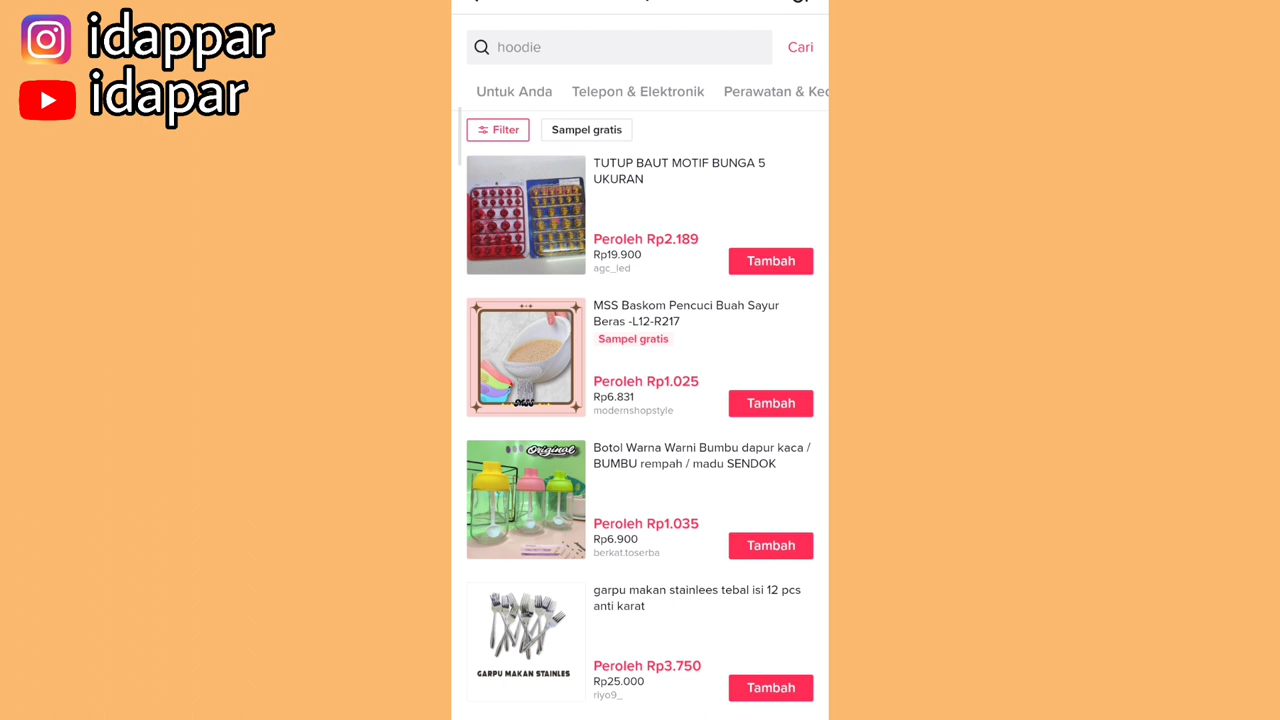 idappar
idapar
hoodie
Cari
Untuk Anda
Telepon & Elektronik
Perawatan & Kec
Filter
Sampel gratis
TUTUP BAUT MOTIF BUNGA 5
UKURAN
Peroleh Rp2.189
Rp19.900
agc_led
Tambah
MSS Baskom Pencuci Buah Sayur
Beras -L12-R217
Sampel gratis
Peroleh Rp1.025
Rp6.831
modernshopstyle
Tambah
MSS
Botol Warna Warni Bumbu dapur kaca /
BUMBU rempah / madu SENDOK
Original
Peroleh Rp1.035
Rp6.900
berkat.toserba
Tambah
garpu makan stainlees tebal isi 12 pcs
anti karat
GARPU MAKAN STAINLES
Peroleh Rp3.750
Rp25.000
riyo9_
Tambah